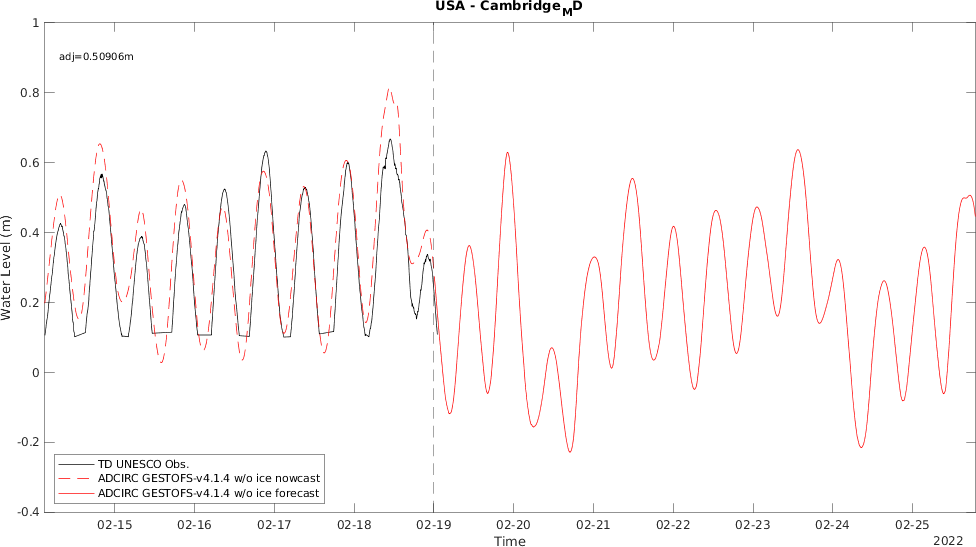 USA - Cambridge_MD
adj=0.50906m
1
0.8
0.6
0.4
0.2
0
-0.2
-0.4
Water Level (m)
TD UNESCO Obs.
ADCIRC GESTOFS-v4.1.4 w/o ice nowcast
ADCIRC GESTOFS-v4.1.4 w/o ice forecast
02-15 02-16 02-17 02-18 02-19 02-20 02-21 02-22 02-23 02-24 02-25
Time
2022